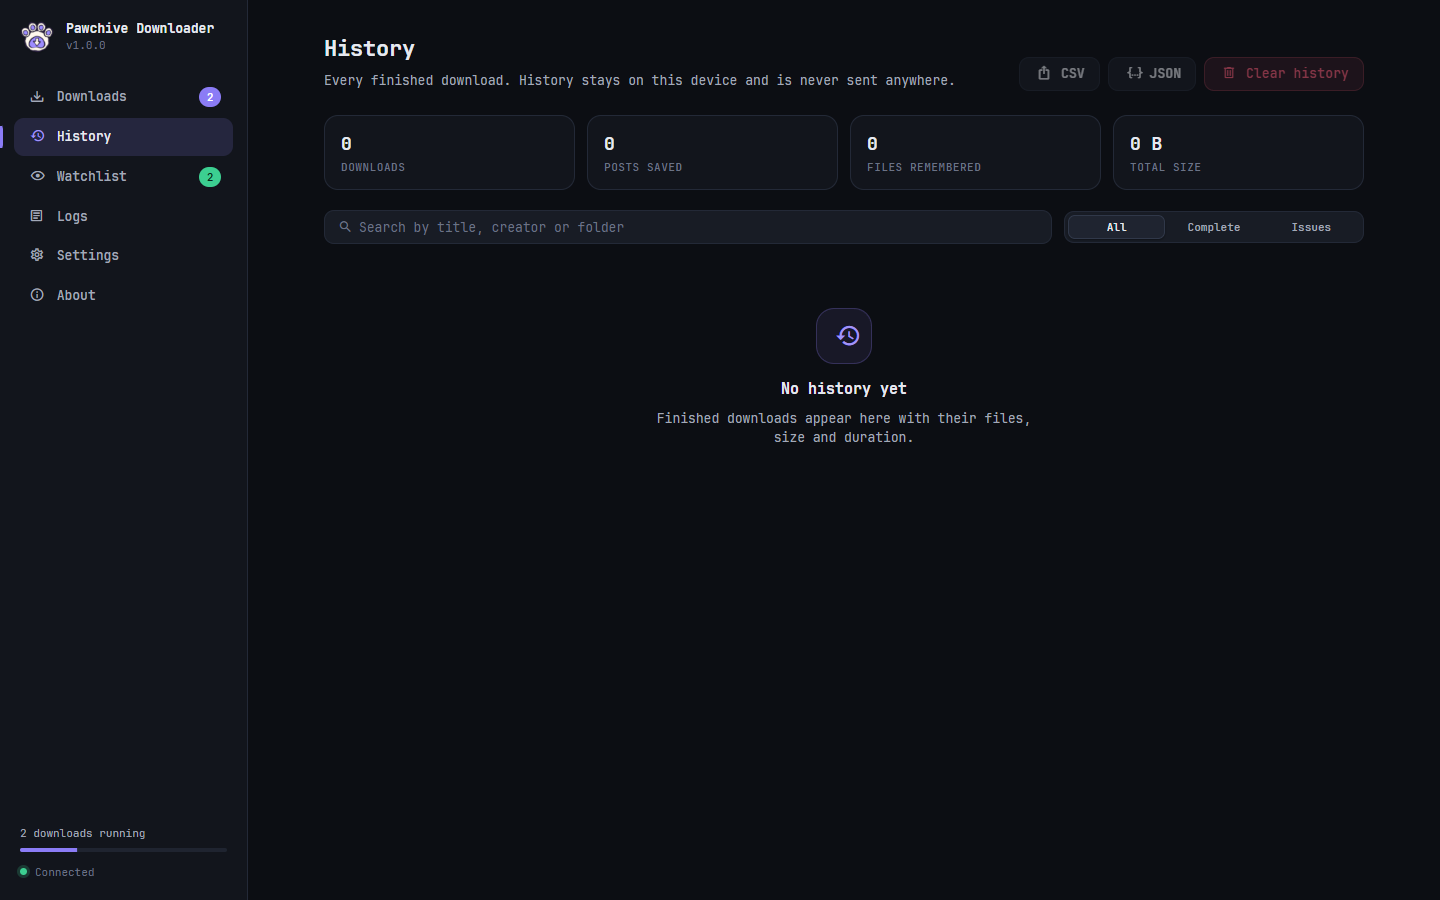 Pawchive Downloader
v1.0.0
Downloads 2
History
Watchlist 2
Logs
Settings
About
2 downloads running
Connected
History
Every finished download. History stays on this device and is never sent anywhere.
CSV
JSON
Clear history
0
DOWNLOADS
0
POSTS SAVED
0
FILES REMEMBERED
0 B
TOTAL SIZE
Search by title, creator or folder
All
Complete
Issues
No history yet
Finished downloads appear here with their files,
size and duration.